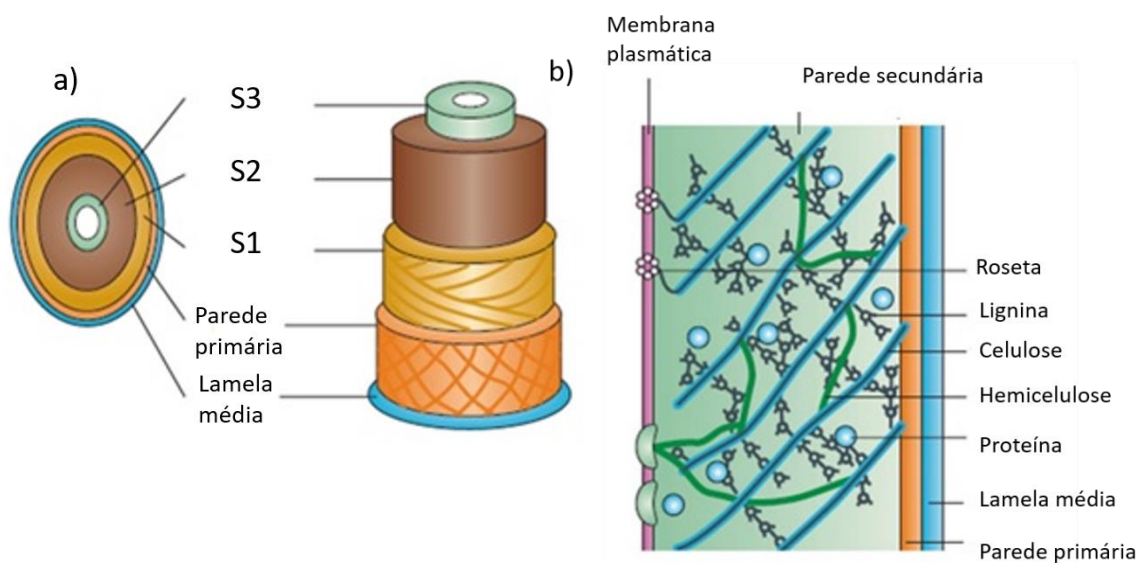 a)
S3
S2
S1
Parede
primária
Lamela
média
b)
Membrana
plasmática
Parede secundária
Roseta
Lignina
Celulose
Hemicelulose
Proteína
Lamela média
Parede primária